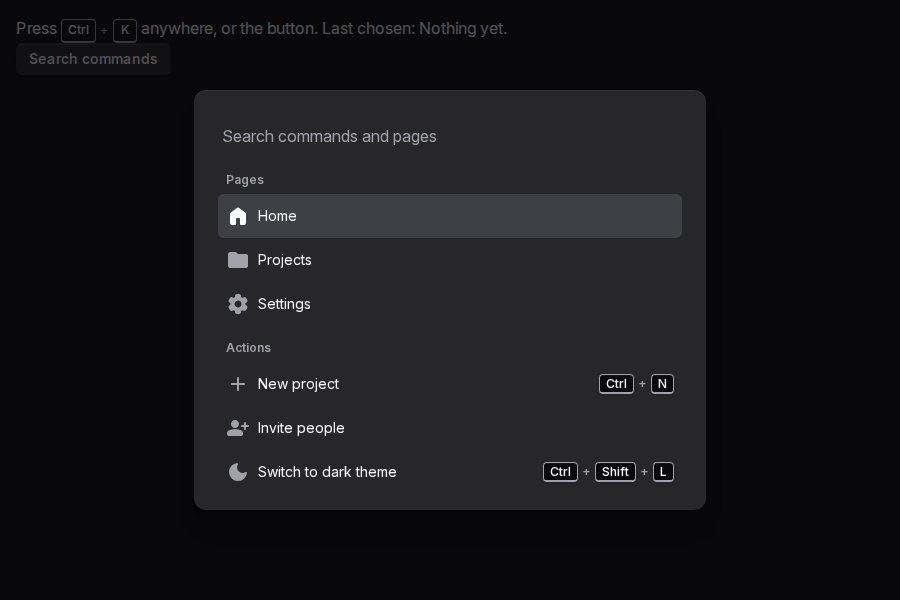 Press Ctrl + K anywhere, or the button. Last chosen: Nothing yet.
Search commands
Search commands and pages
Pages
Home
Projects
Settings
Actions
New project Ctrl + N
Invite people
Switch to dark theme Ctrl + Shift + L